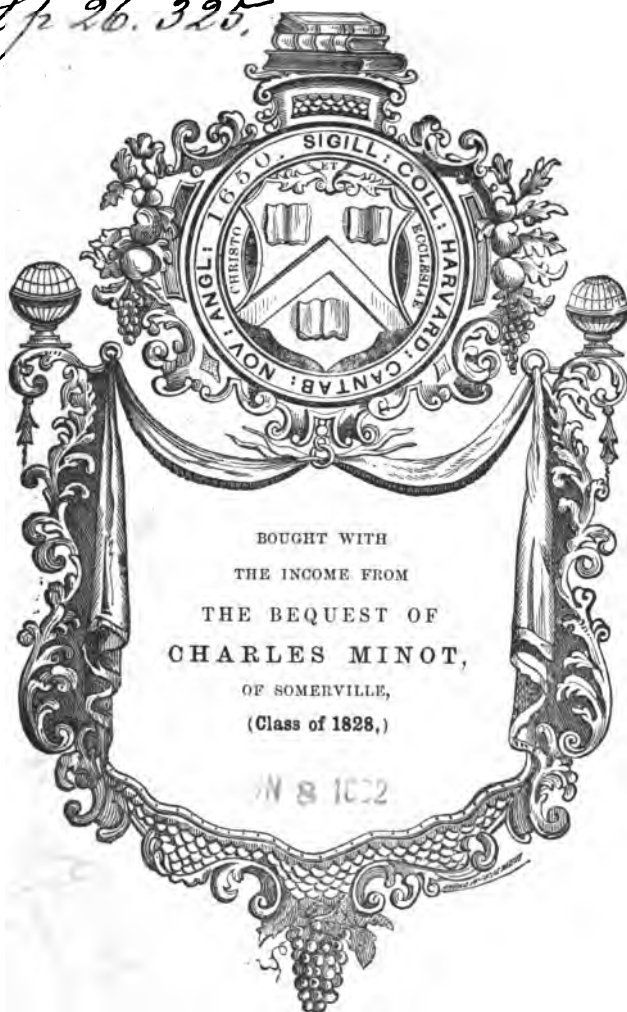 p 26. 325.
SIGILL: COLL: HARVARD: CANTAB: NOV: ANGL: 1650.
ET
CHRISTO
ECCLESIAE
BOUGHT WITH
THE INCOME FROM
THE BEQUEST OF
CHARLES MINOT,
OF SOMERVILLE,
(Class of 1828,)
N 8